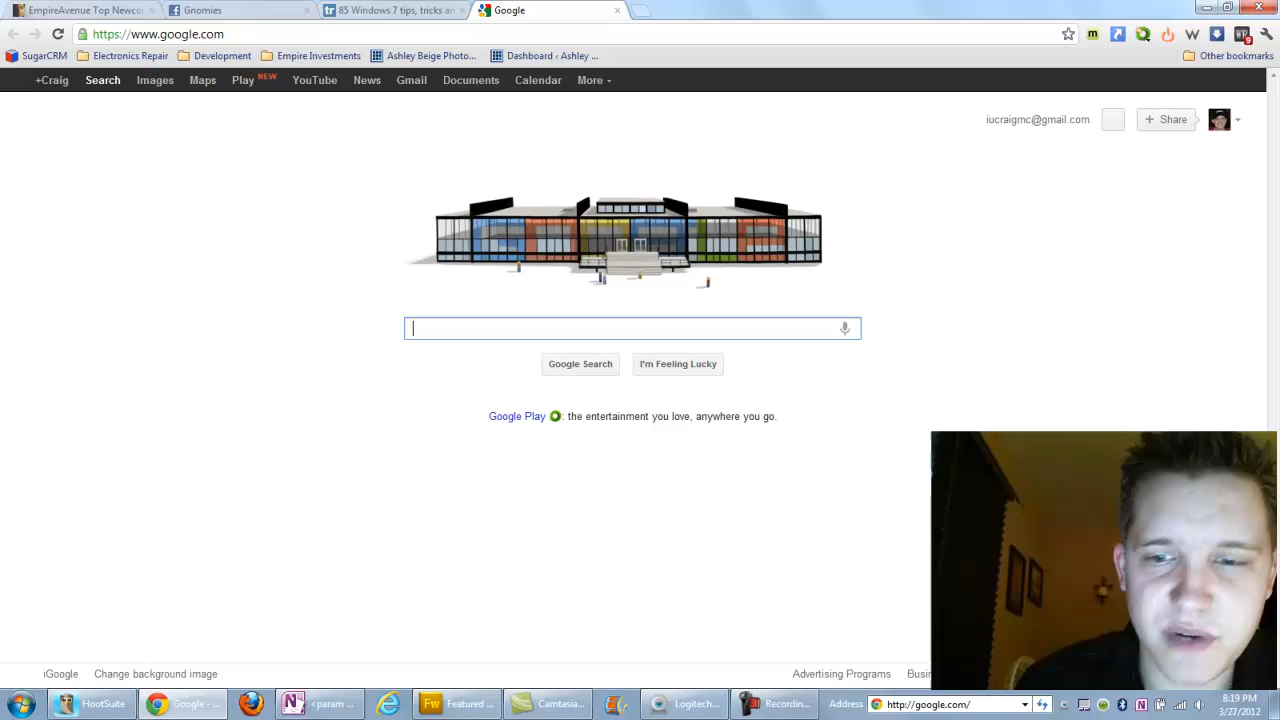 EmpireAvenue Top Newco
Gnomies
85 Windows 7 tips, tricks an
Google
https://www.google.com
SugarCRM
Electronics Repair
Development
Empire Investments
Ashley Beige Photo...
Dashboard ‹ Ashley ...
Other bookmarks
+Craig Search Images Maps Play NEW YouTube News Gmail Documents Calendar More
iucraigmc@gmail.com
+ Share
Google Search
I'm Feeling Lucky
Google Play : the entertainment you love, anywhere you go.
iGoogle
Change background image
Advertising Programs
Busin
HootSuite
Google - ...
<param ...
Featured ...
Camtasia...
Logitech...
Recordin...
Address
http://google.com/
8:19 PM
3/27/2012